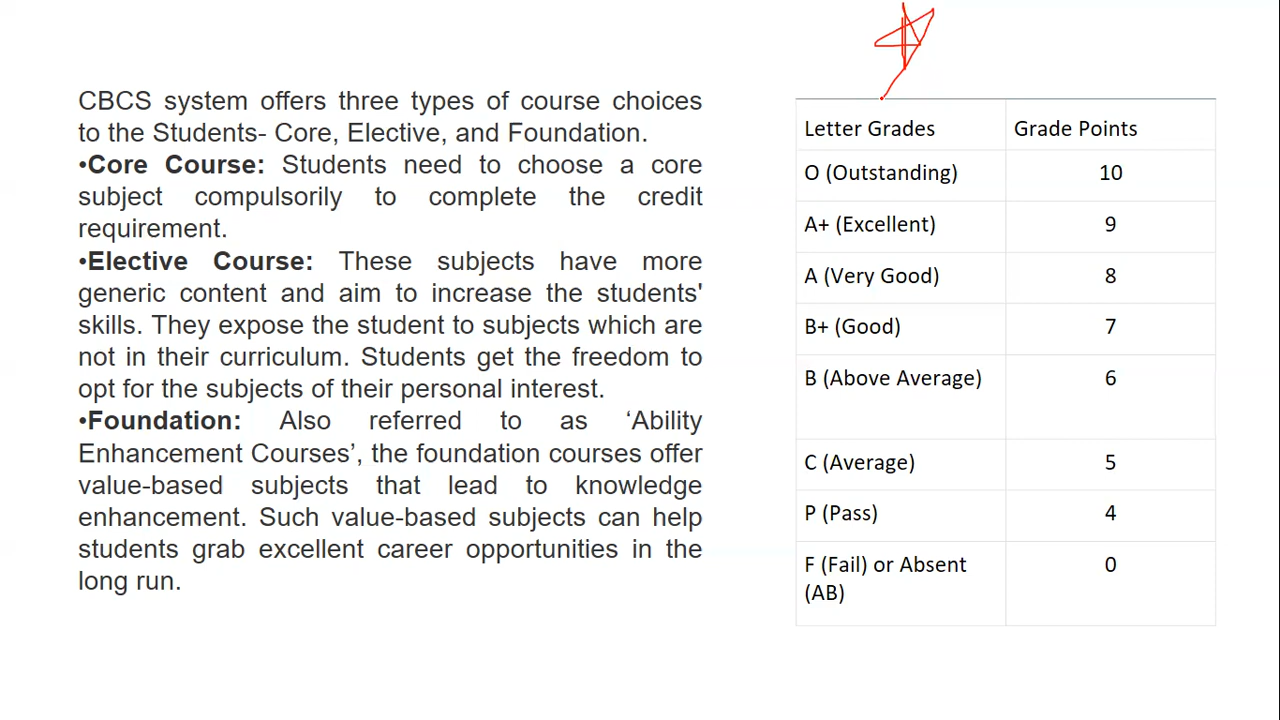 CBCS system offers three types of course choices
to the Students- Core, Elective, and Foundation.
•Core Course: Students need to choose a core
subject compulsorily to complete the credit
requirement.
•Elective Course: These subjects have more
generic content and aim to increase the students'
skills. They expose the student to subjects which are
not in their curriculum. Students get the freedom to
opt for the subjects of their personal interest.
•Foundation: Also referred to as ‘Ability
Enhancement Courses’, the foundation courses offer
value-based subjects that lead to knowledge
enhancement. Such value-based subjects can help
students grab excellent career opportunities in the
long run.
Letter Grades Grade Points
O (Outstanding) 10
A+ (Excellent) 9
A (Very Good) 8
B+ (Good) 7
B (Above Average) 6
C (Average) 5
P (Pass) 4
F (Fail) or Absent 0
(AB)